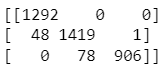 [[1292    0    0]
[  48 1419    1]
[   0   78  906]]